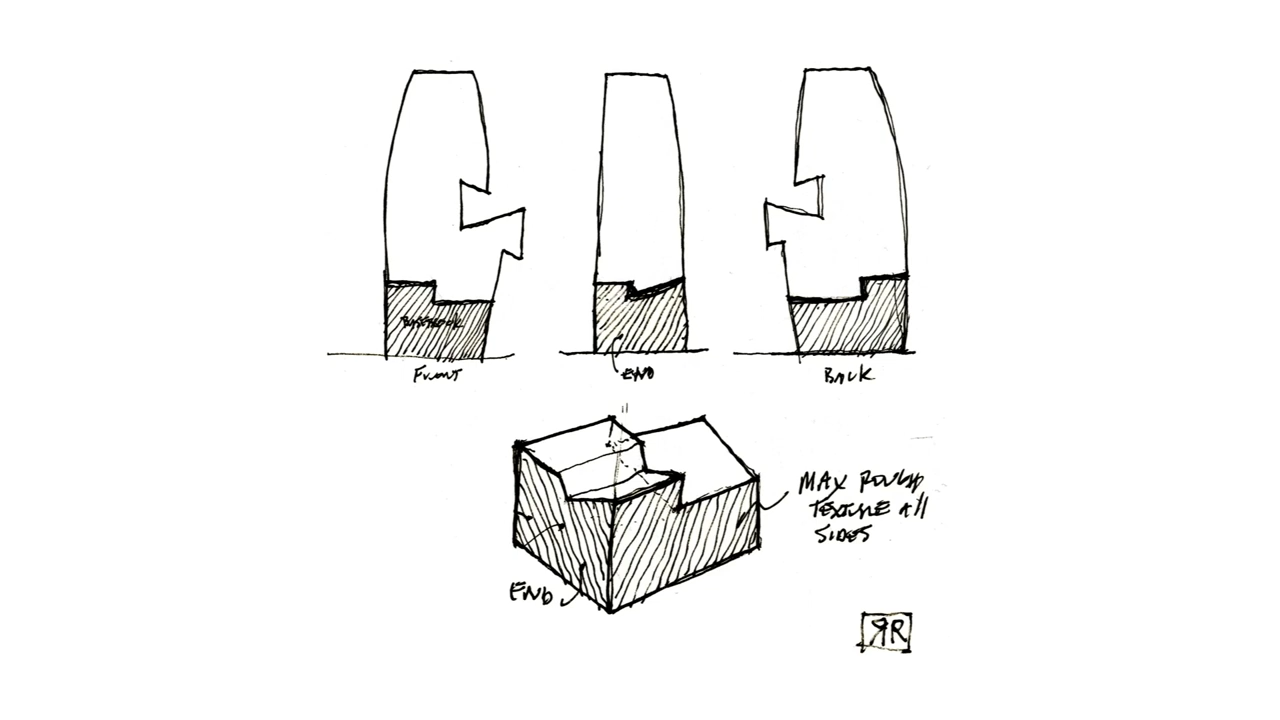 FRONT
END
BACK
MAX ROUGH
TEXTURE All
SIDES
END
RR